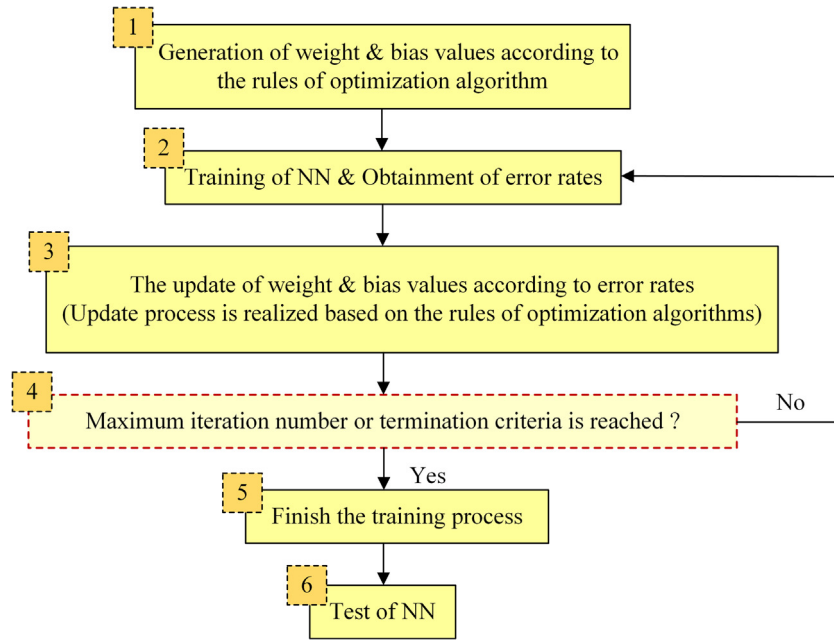 1
Generation of weight & bias values according to
the rules of optimization algorithm
2
Training of NN & Obtainment of error rates
3
The update of weight & bias values according to error rates
(Update process is realized based on the rules of optimization algorithms)
4
Maximum iteration number or termination criteria is reached ?
No
Yes
5
Finish the training process
6
Test of NN